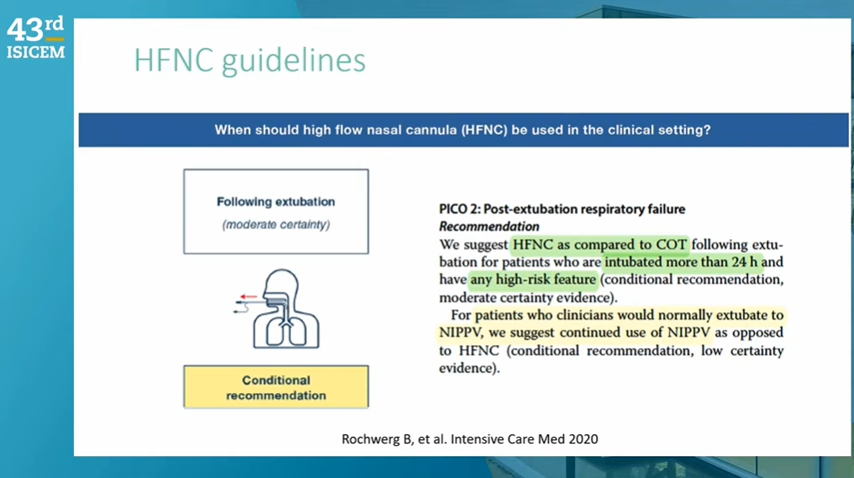 43rd
ISICEM
HFNC guidelines
When should high flow nasal cannula (HFNC) be used in the clinical setting?
Following extubation
(moderate certainty)
Conditional
recommendation
PICO 2: Post-extubation respiratory failure
Recommendation
We suggest HFNC as compared to COT following extu-
bation for patients who are intubated more than 24 h and
have any high-risk feature (conditional recommendation,
moderate certainty evidence).
For patients who clinicians would normally extubate to
NIPPV, we suggest continued use of NIPPV as opposed
to HFNC (conditional recommendation, low certainty
evidence).
Rochwerg B, et al. Intensive Care Med 2020